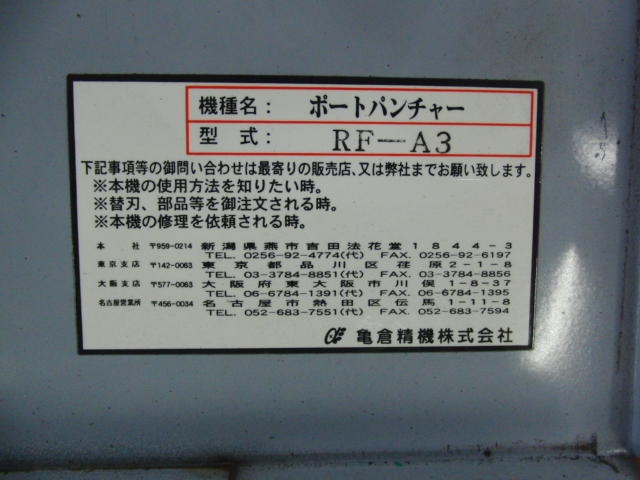 機種名： ポートパンチャー
型 式： RF-A3
下記事項等の御問い合わせは最寄りの販売店、又は弊社までお願い致します。
※本機の使用方法を知りたい時。
※替刃、部品等を御注文される時。
※本機の修理を依頼される時。
本 社 〒959-0214 新潟県燕市吉田法花堂1844-3
TEL. 0256-92-4774(代) FAX. 0256-92-6197
東京支店 〒142-0063 東京都品川区荏原2-1-8
TEL. 03-3784-8851(代) FAX. 03-3784-8856
大阪支店 〒577-0063 大阪府東大阪市川俣1-8-37
TEL. 06-6784-1391(代) FAX. 06-6784-1395
名古屋営業所 〒456-0034 名古屋市熱田区伝馬1-11-8
TEL. 052-683-7551(代) FAX. 052-683-7594
亀倉精機株式会社